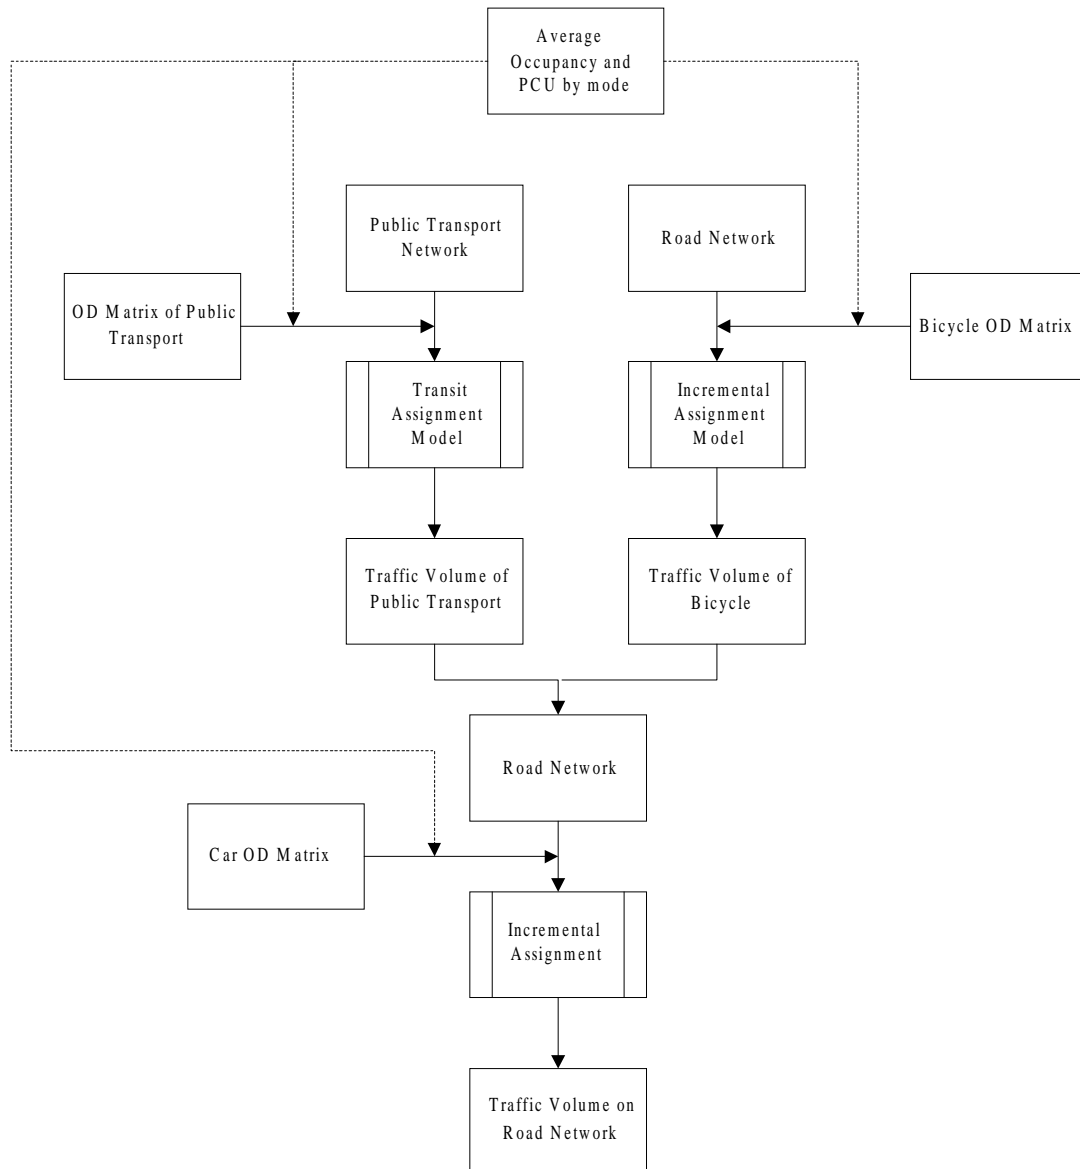 Average
Occupancy and
PCU by mode
Public Transport
Network
Road Network
OD Matrix of Public
Transport
Bicycle OD Matrix
Transit
Assignment
Model
Incremental
Assignment
Model
Traffic Volume of
Public Transport
Traffic Volume of
Bicycle
Road Network
Car OD Matrix
Incremental
Assignment
Traffic Volume on
Road Network